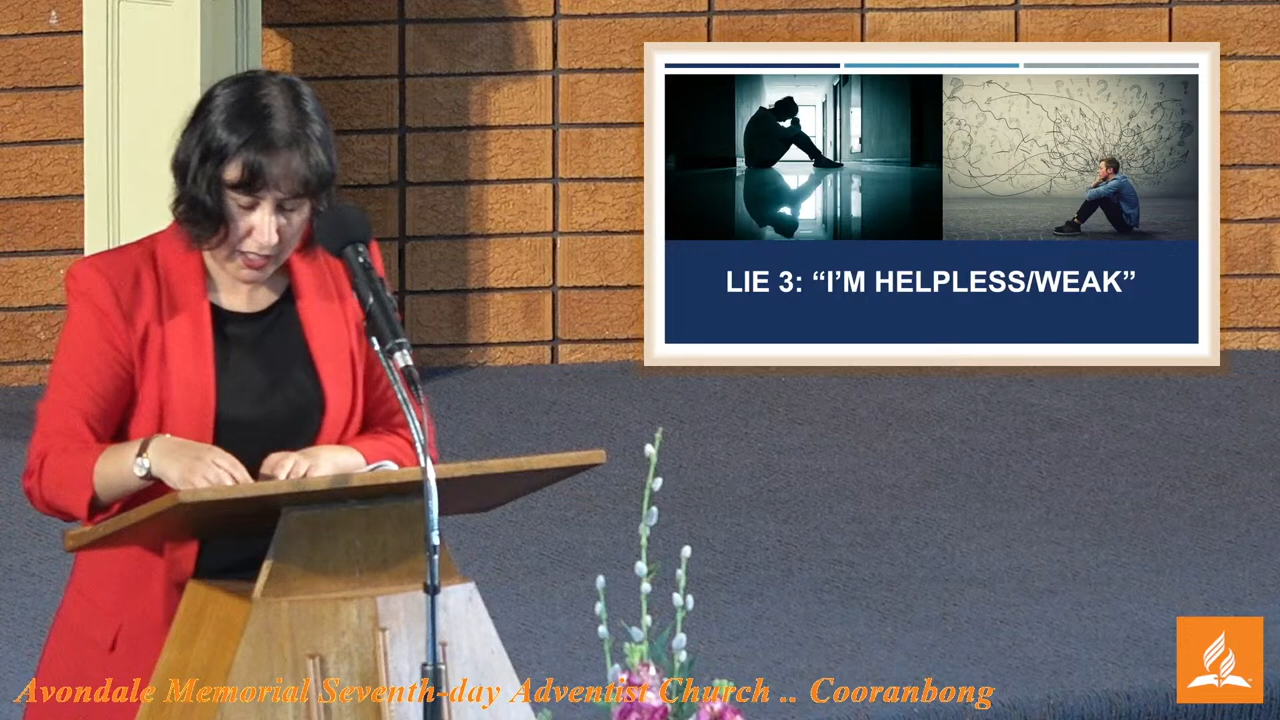 LIE 3: “I’M HELPLESS/WEAK”
Avondale Memorial Seventh-day Adventist Church .. Cooranbong